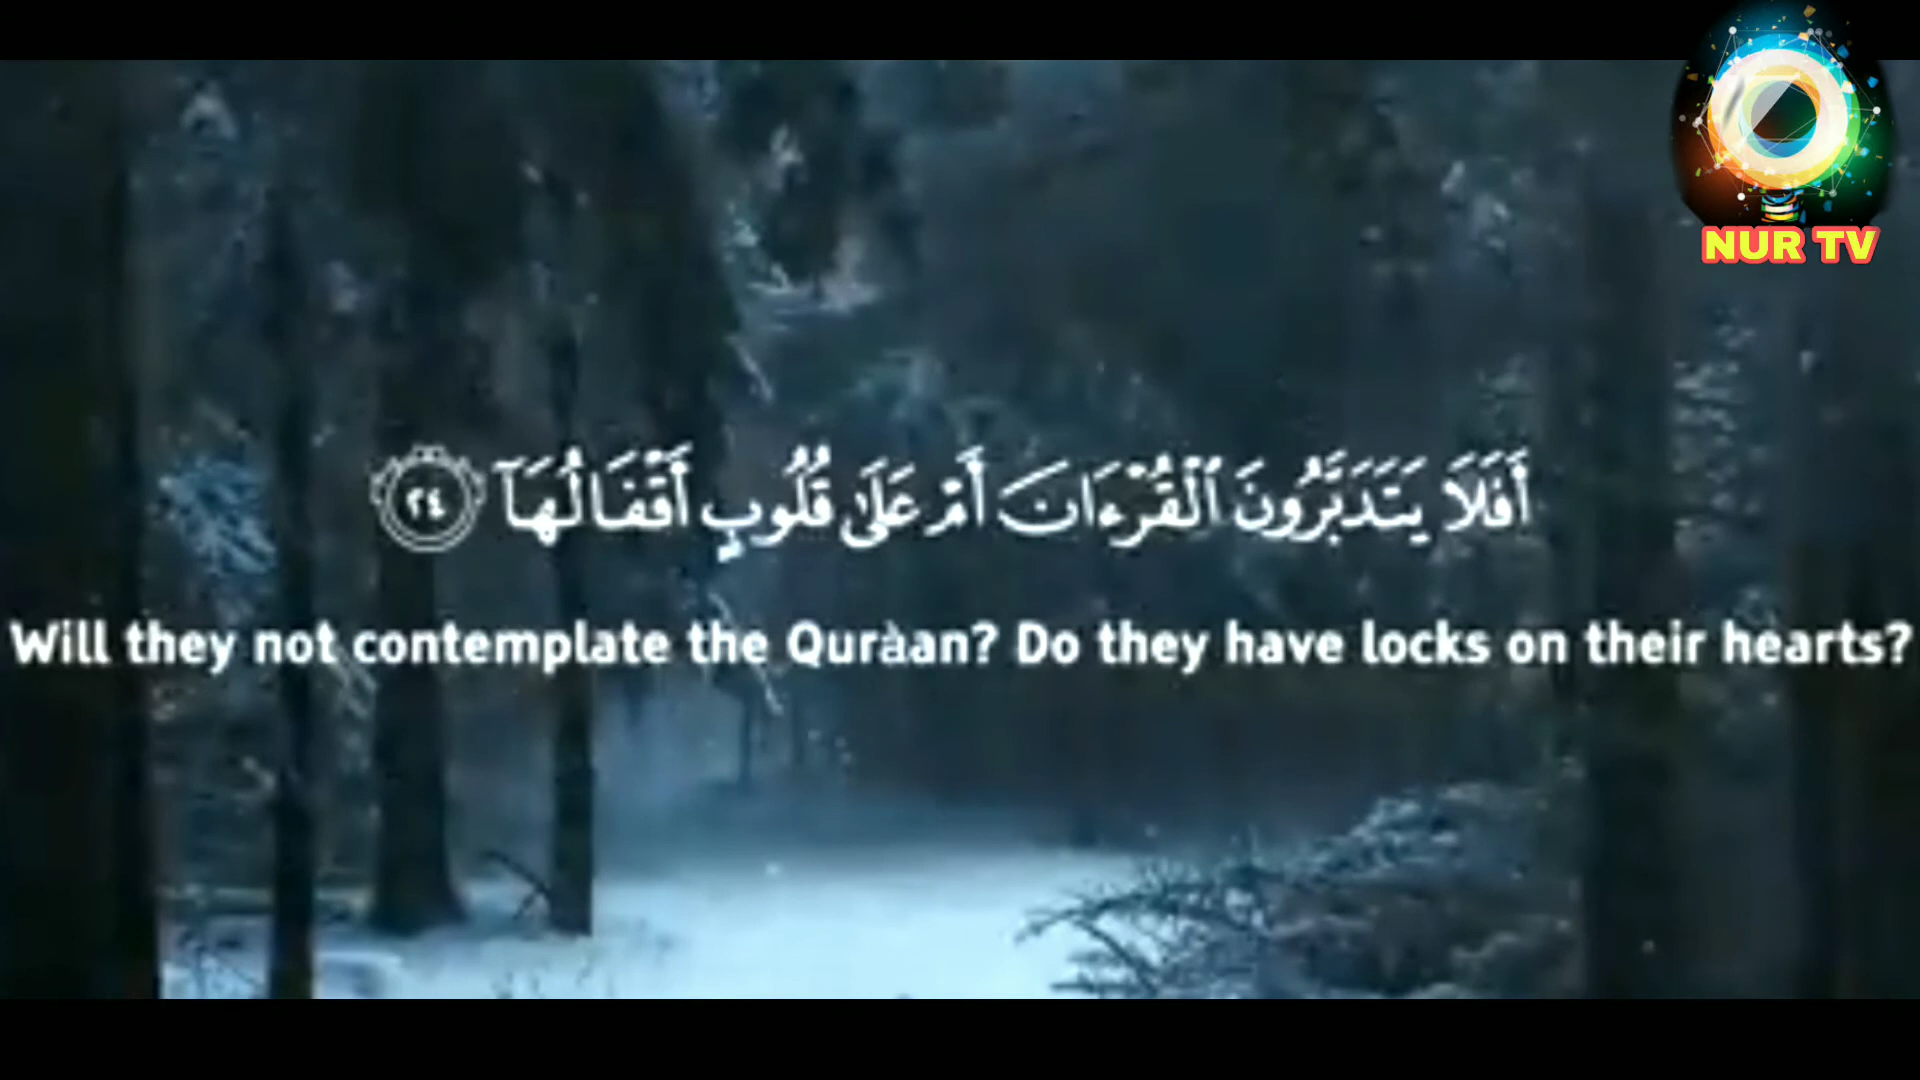 NUR TV
أَفَلَا يَتَدَبَّرُونَ ٱلْقُرْءَانَ أَمْ عَلَىٰ قُلُوبٍ أَقْفَالُهَآ ٢٤
Will they not contemplate the Quràan? Do they have locks on their hearts?